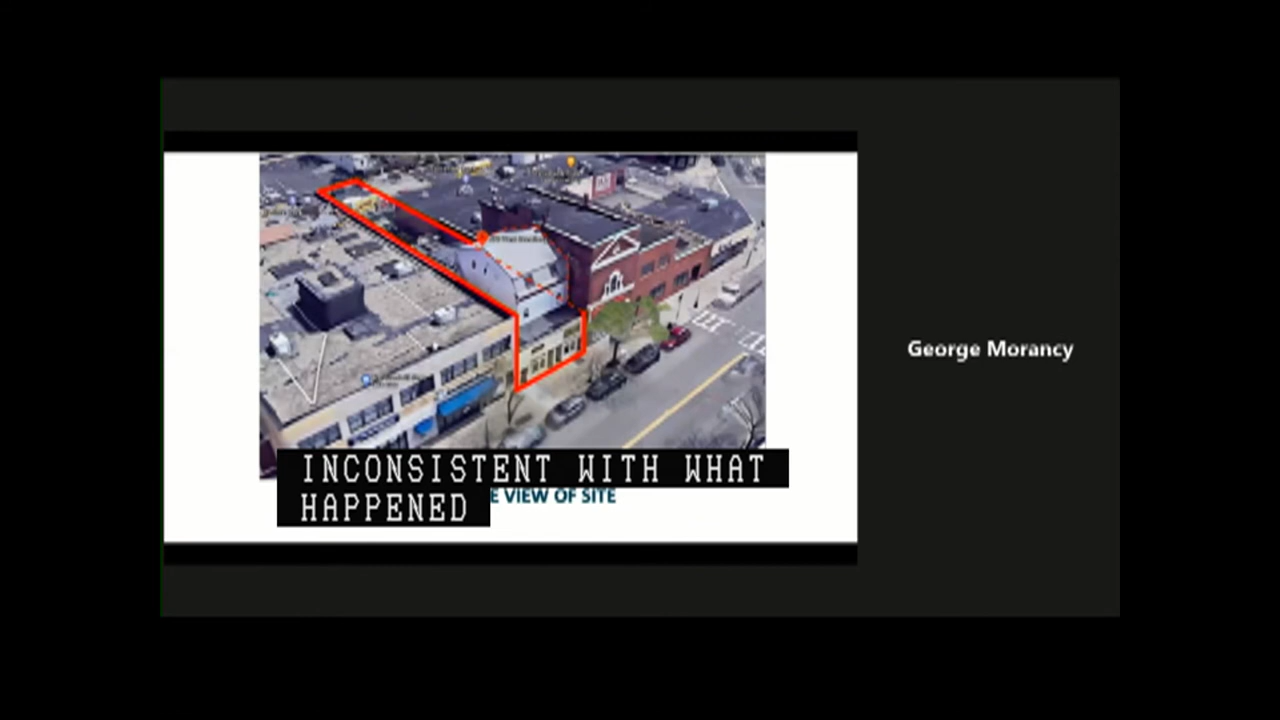 George Morancy
INCONSISTENT WITH WHAT
HAPPENED
E VIEW OF SITE